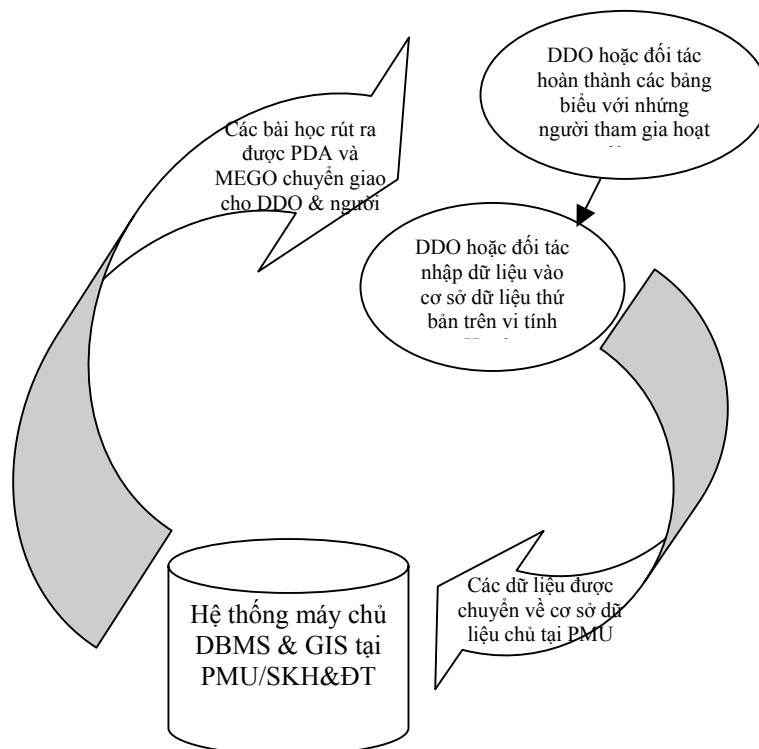 DDO hoặc đối tác
hoàn thành các bảng
biểu với nhứng
người tham gia hoạt
Các bài học rút ra
được PDA và
MEGO chuyển giao
cho DDO & người
DDO hoặc đối tác
nhập dữ liệu vào
cơ sở dữ liệu thứ
bản trên vi tính
Các dữ liệu được
chuyển về cơ sở dữ
liệu chủ tại PMU
Hệ thống máy chủ
DBMS & GIS tại
PMU/SKH&ĐT